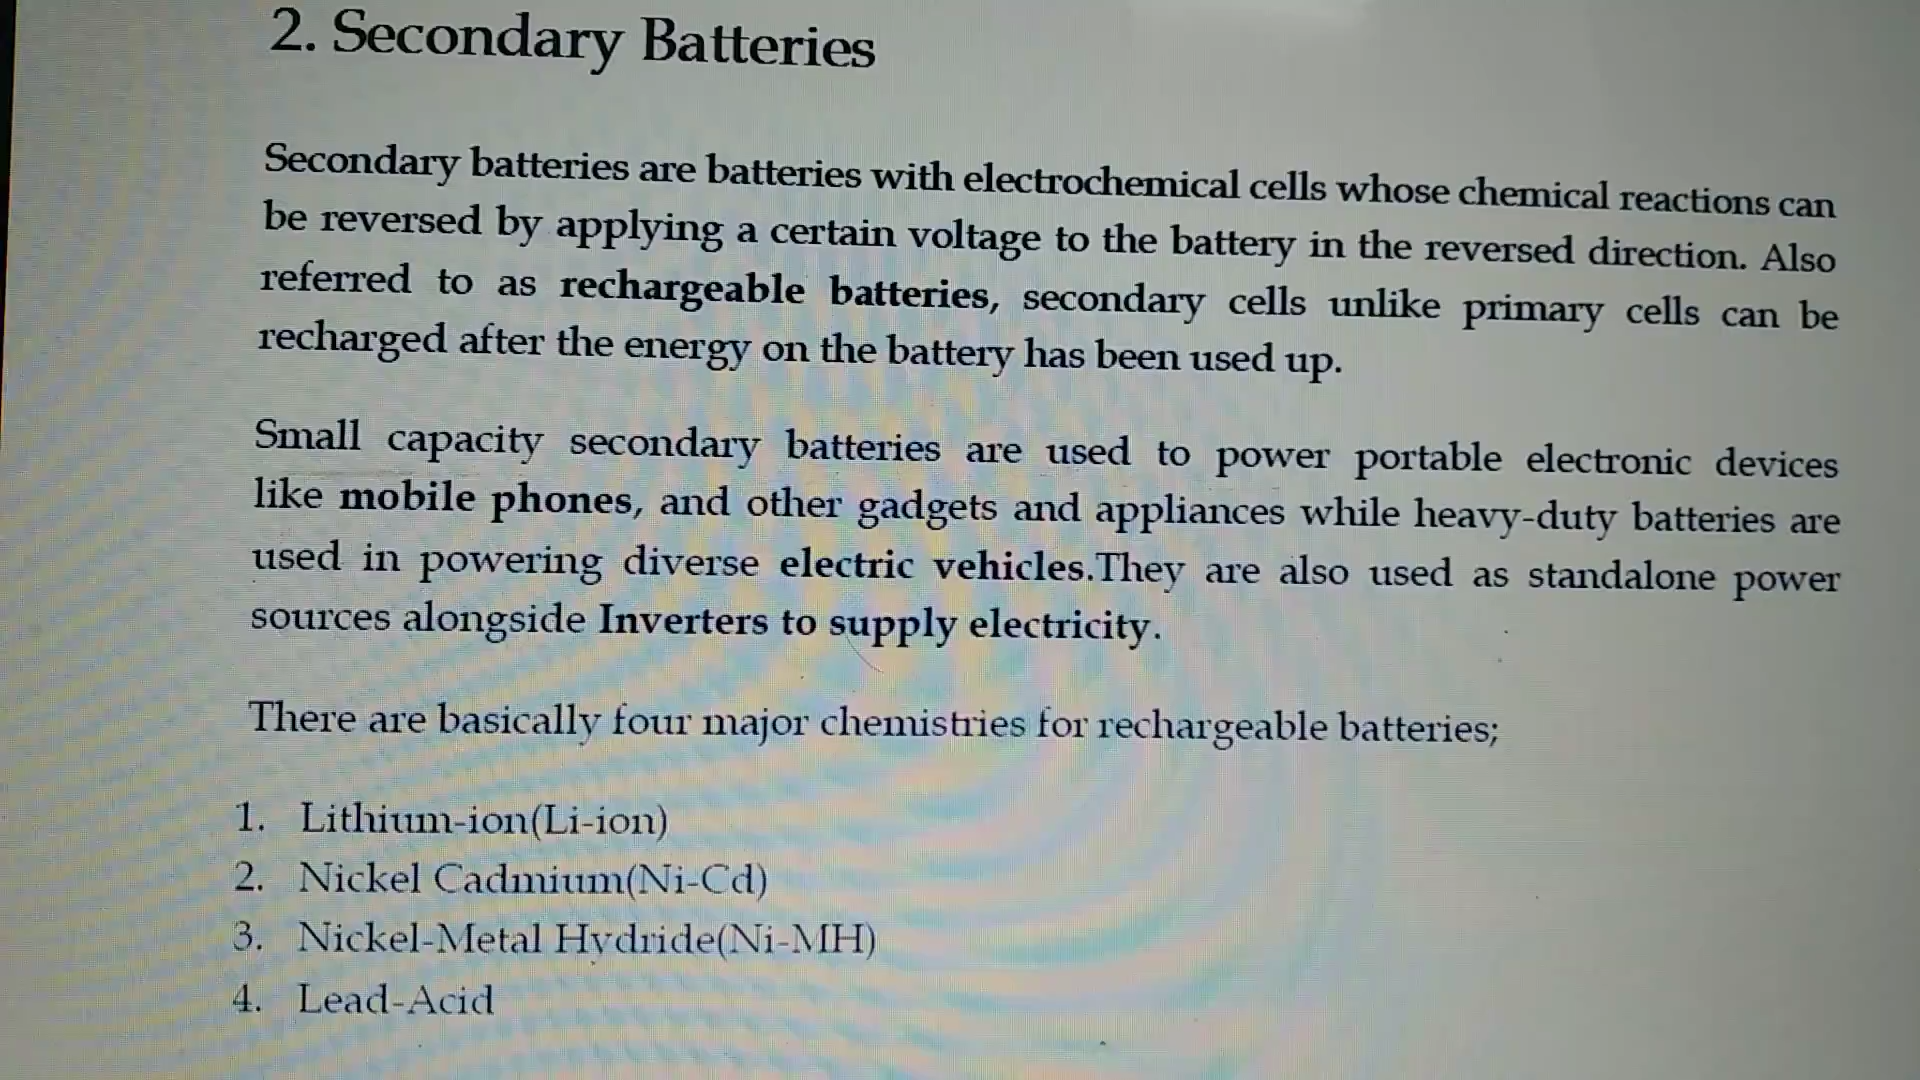 2. Secondary Batteries
Secondary batteries are batteries with electrochemical cells whose chemical reactions can
be reversed by applying a certain voltage to the battery in the reversed direction. Also
referred to as rechargeable batteries, secondary cells unlike primary cells can be
recharged after the energy on the battery has been used up.
Small capacity secondary batteries are used to power portable electronic devices
like mobile phones, and other gadgets and appliances while heavy-duty batteries are
used in powering diverse electric vehicles.They are also used as standalone power
sources alongside Inverters to supply electricity.
There are basically four major chemistries for rechargeable batteries;
1. Lithium-ion(Li-ion)
2. Nickel Cadmium(Ni-Cd)
3. Nickel-Metal Hydride(Ni-MH)
4. Lead-Acid